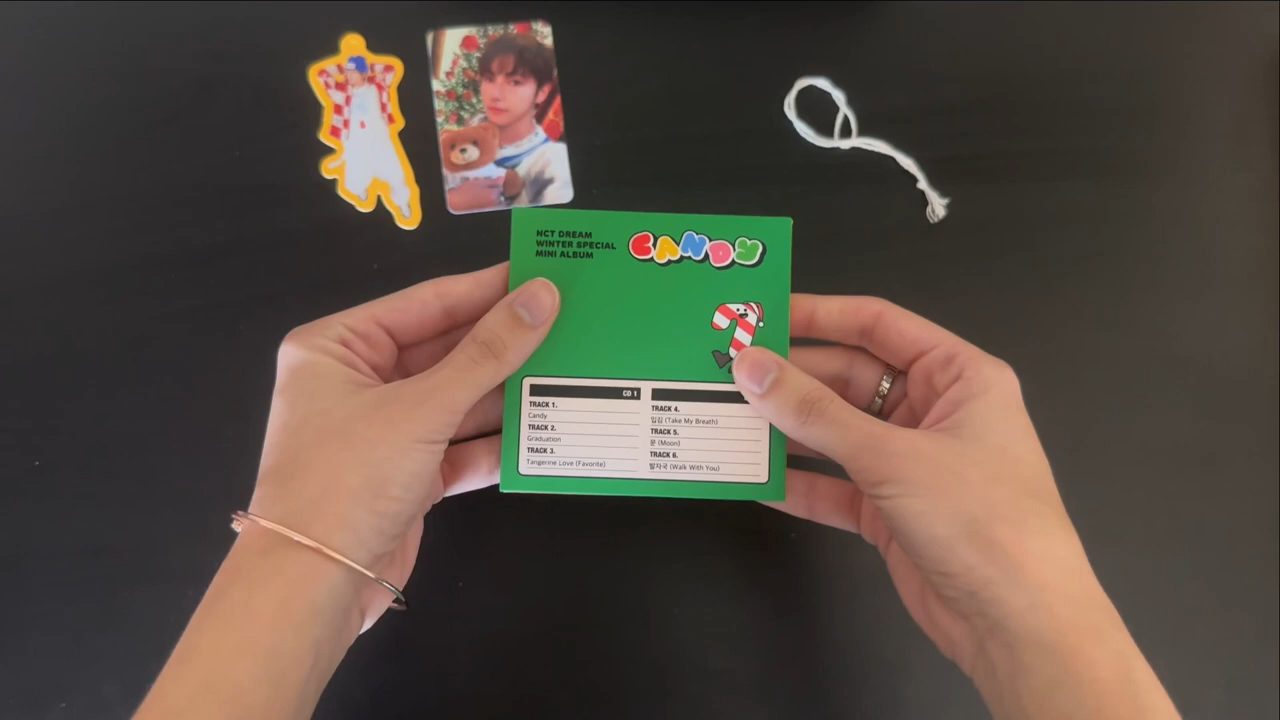 NCT DREAM
WINTER SPECIAL
MINI ALBUM
CANDY
CD 1
TRACK 1.
Candy
TRACK 2.
Graduation
TRACK 3.
Tangerine Love (Favorite)
TRACK 4.
입김 (Take My Breath)
TRACK 5.
문 (Moon)
TRACK 6.
발자국 (Walk With You)